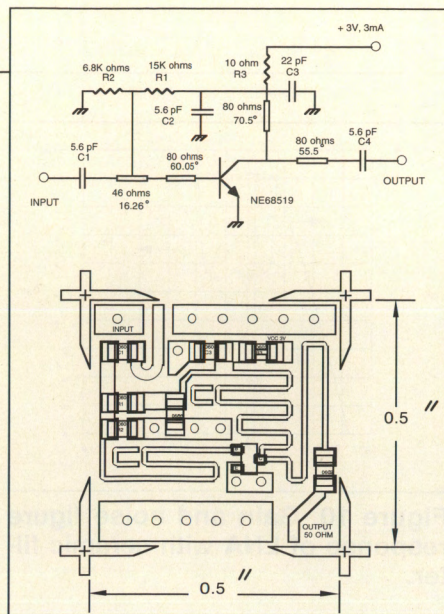 + 3V, 3mA
10 ohm
R3
22 pF
C3
6.8K ohms
R2
15K ohms
R1
5.6 pF
C2
80 ohms
70.5°
5.6 pF
C1
80 ohms
60.05°
80 ohms
55.5°
5.6 pF
C4
46 ohms
16.26°
NE68519
INPUT
OUTPUT
INPUT
VCC 3V
0.5 "
OUTPUT
50 OHM
0.5 "